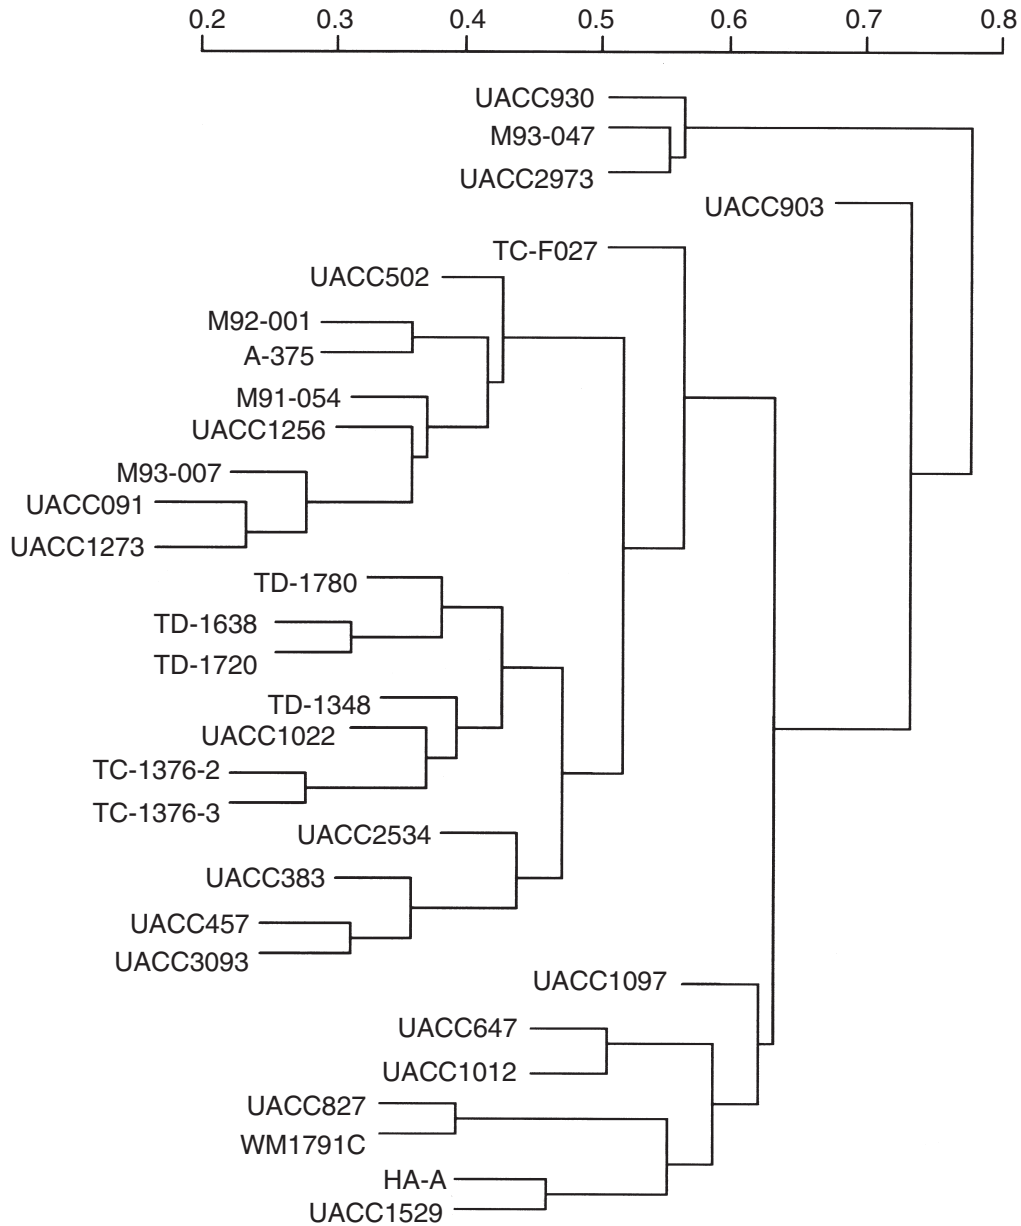 0.2 0.3 0.4 0.5 0.6 0.7 0.8
UACC930
M93-047
UACC2973
UACC903
TC-F027
UACC502
M92-001
A-375
M91-054
UACC1256
M93-007
UACC091
UACC1273
TD-1780
TD-1638
TD-1720
TD-1348
UACC1022
TC-1376-2
TC-1376-3
UACC2534
UACC383
UACC457
UACC3093
UACC1097
UACC647
UACC1012
UACC827
WM1791C
HA-A
UACC1529